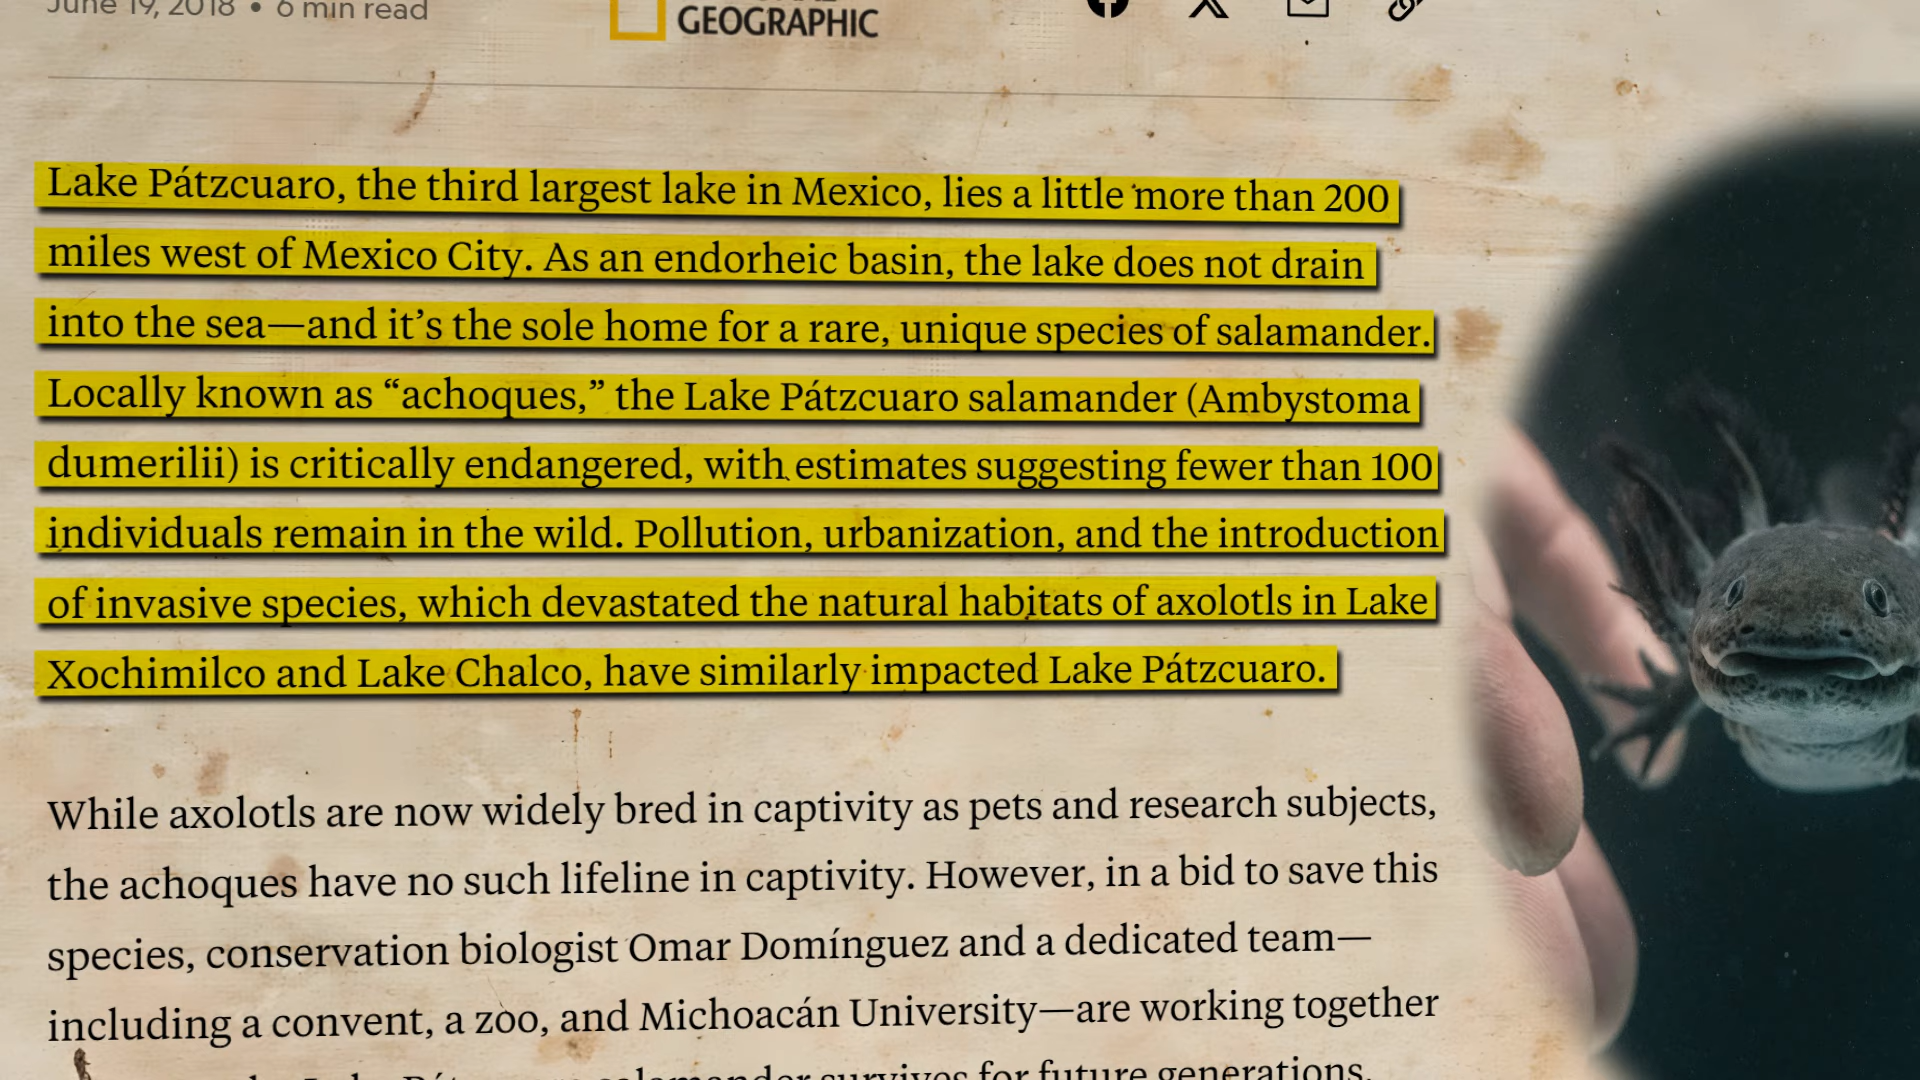 June 19, 2018 • 6 min read
GEOGRAPHIC
Lake Pátzcuaro, the third largest lake in Mexico, lies a little more than 200
miles west of Mexico City. As an endorheic basin, the lake does not drain
into the sea—and it’s the sole home for a rare, unique species of salamander.
Locally known as “achoques,” the Lake Pátzcuaro salamander (Ambystoma
dumerilii) is critically endangered, with estimates suggesting fewer than 100
individuals remain in the wild. Pollution, urbanization, and the introduction
of invasive species, which devastated the natural habitats of axolotls in Lake
Xochimilco and Lake Chalco, have similarly impacted Lake Pátzcuaro.
While axolotls are now widely bred in captivity as pets and research subjects,
the achoques have no such lifeline in captivity. However, in a bid to save this
species, conservation biologist Omar Domínguez and a dedicated team—
including a convent, a zoo, and Michoacán University—are working together
salamander survives for future generations.